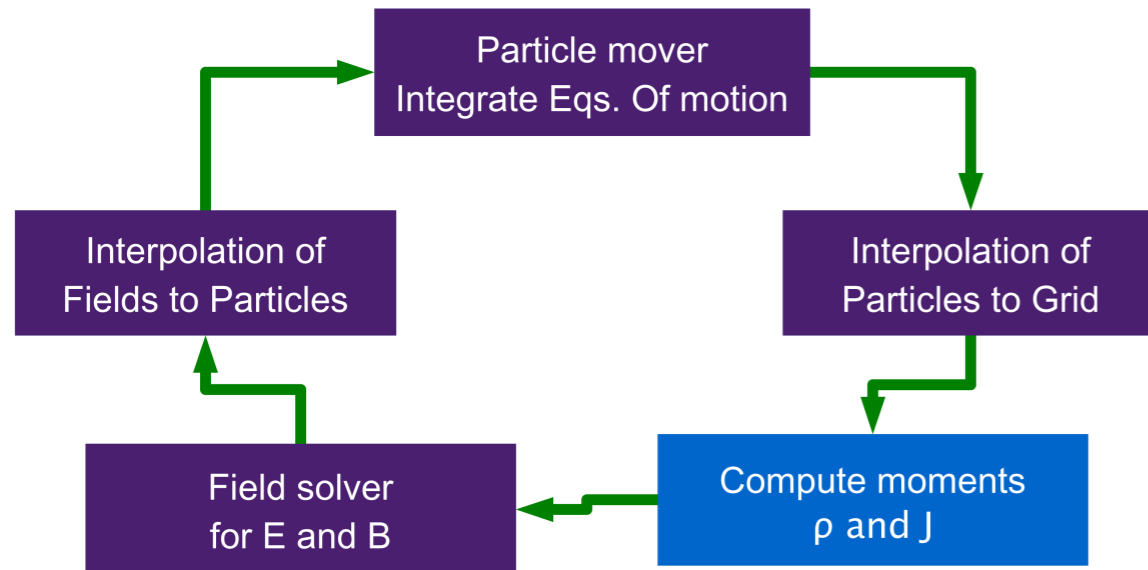 Particle mover
Integrate Eqs. Of motion
Interpolation of
Fields to Particles
Interpolation of
Particles to Grid
Field solver
for E and B
Compute moments
ρ and J